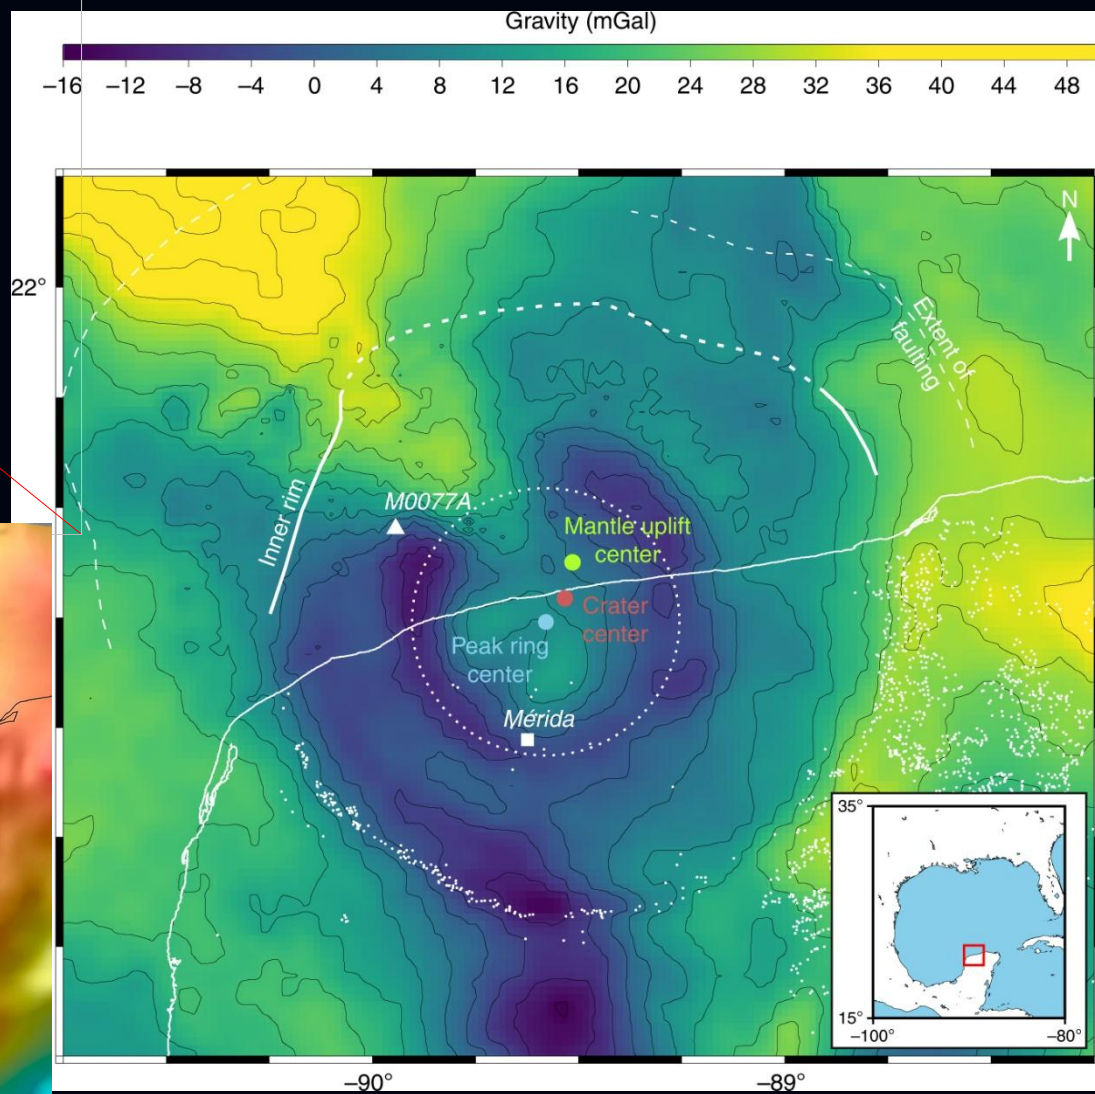 Gravity (mGal)
−16 −12 −8 −4 0 4 8 12 16 20 24 28 32 36 40 44 48
N
22°
Extent of
faulting
Inner rim
M0077A
Mantle uplift
center
Crater
center
Peak ring
center
Mérida
35°
15°
−100° −80°
−90° −89°